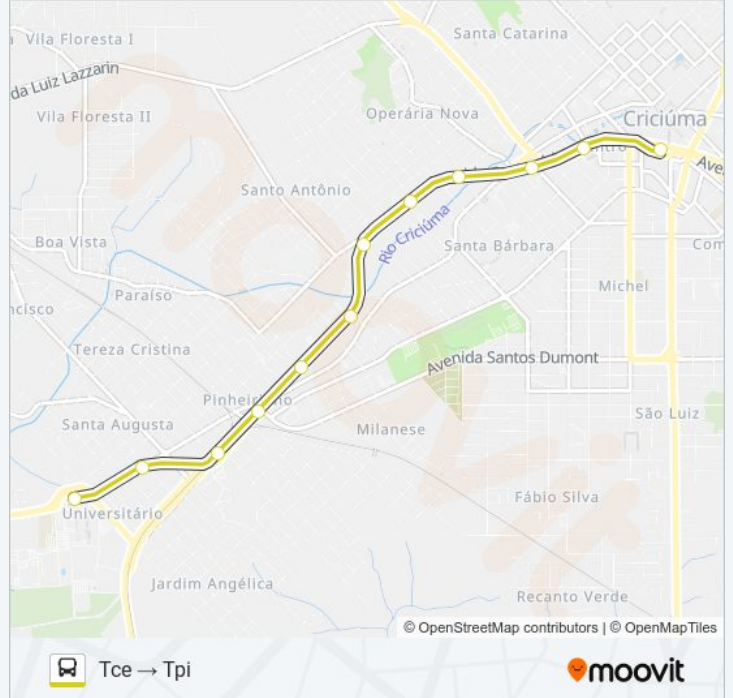 Vila Floresta I
Santa Catarina
da Luiz Lazzarin
Vila Floresta II
Operária Nova
Criciúma
Ave
Santo Antônio
Rio Criciúma
Boa Vista
Santa Bárbara
Com
Michel
ncisco
Paraíso
Tereza Cristina
Avenida Santos Dumont
Pinheirinho
São Luiz
Santa Augusta
Milanese
Fábio Silva
Universitário
Jardim Angélica
Recanto Verde
© OpenStreetMap contributors | © OpenMapTiles
Tce → Tpi
moovit